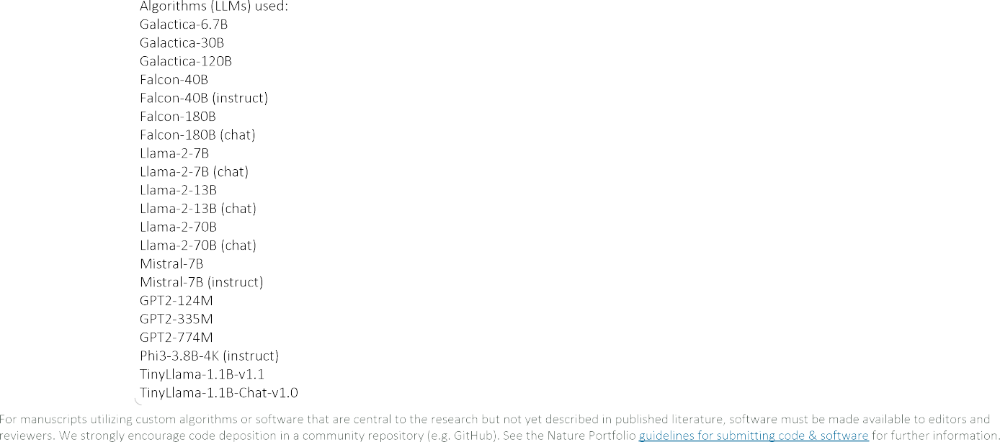 Algorithms (LLMs) used:
Galactica-6.7B
Galactica-30B
Galactica-120B
Falcon-40B
Falcon-40B (instruct)
Falcon-180B
Falcon-180B (chat)
Llama-2-7B
Llama-2-7B (chat)
Llama-2-13B
Llama-2-13B (chat)
Llama-2-70B
Llama-2-70B (chat)
Mistral-7B
Mistral-7B (instruct)
GPT2-124M
GPT2-335M
GPT2-774M
Phi3-3.8B-4K (instruct)
TinyLlama-1.1B-v1.1
TinyLlama-1.1B-Chat-v1.0
For manuscripts utilizing custom algorithms or software that are central to the research but not yet described in published literature, software must be made available to editors and
reviewers. We strongly encourage code deposition in a community repository (e.g. GitHub). See the Nature Portfolio guidelines for submitting code & software for further information.